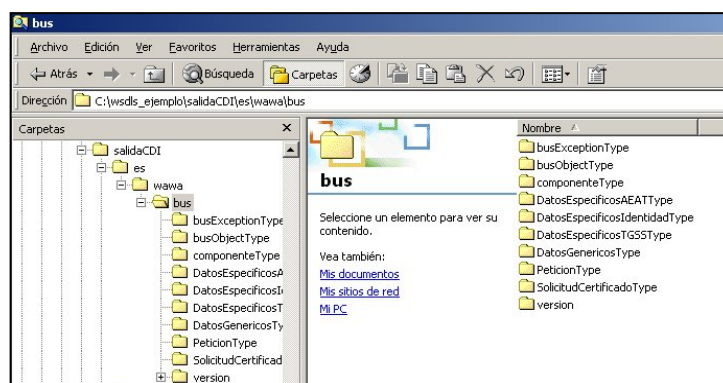 bus
Archivo Edición Ver Favoritos Herramientas Ayuda
Atrás Búsqueda Carpetas
Dirección C:\wsdls_ejemplo\salidaCDI\es\wawa\bus
Carpetas
salidaCDI
es
wawa
bus
busExceptionType
busObjectType
componenteType
DatosEspecificosA
DatosEspecificosI
DatosEspecificosT
DatosGenericosTy
PeticionType
SolicitudCertificad
version
bus
Seleccione un elemento para ver su
contenido.
Vea también:
Mis documentos
Mis sitios de red
Mi PC
Nombre
busExceptionType
busObjectType
componenteType
DatosEspecificosAEATType
DatosEspecificosIdentidadType
DatosEspecificosTGSSType
DatosGenericosType
PeticionType
SolicitudCertificadoType
version